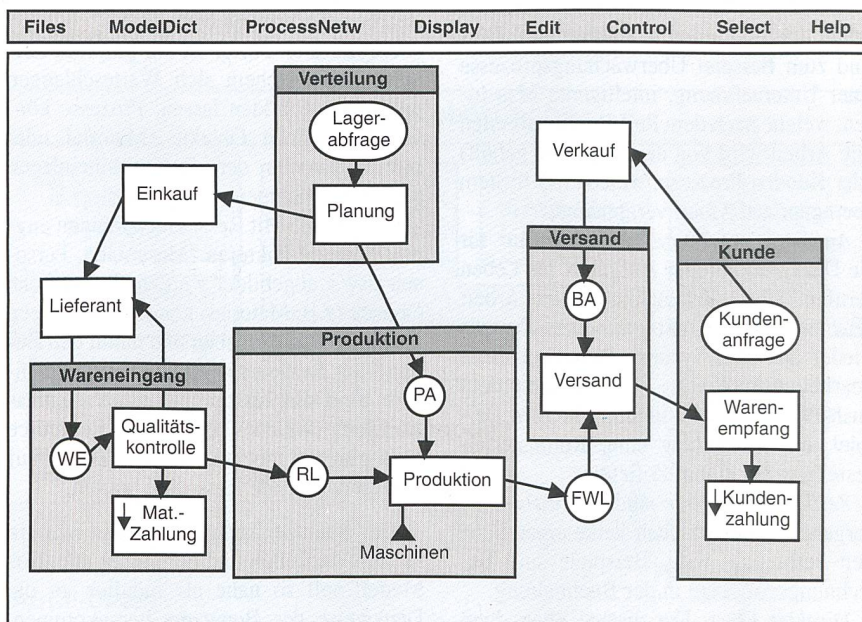 Files ModelDict ProcessNetw Display Edit Control Select Help
Verteilung
Lager-
abfrage
Planung
Einkauf
Lieferant
Verkauf
Versand
BA
Versand
Kunde
Kunden-
anfrage
Waren-
empfang
Kunden-
zahlung
Produktion
PA
Produktion
Maschinen
RL
FWL
Wareneingang
WE
Qualitäts-
kontrolle
Mat.-
Zahlung